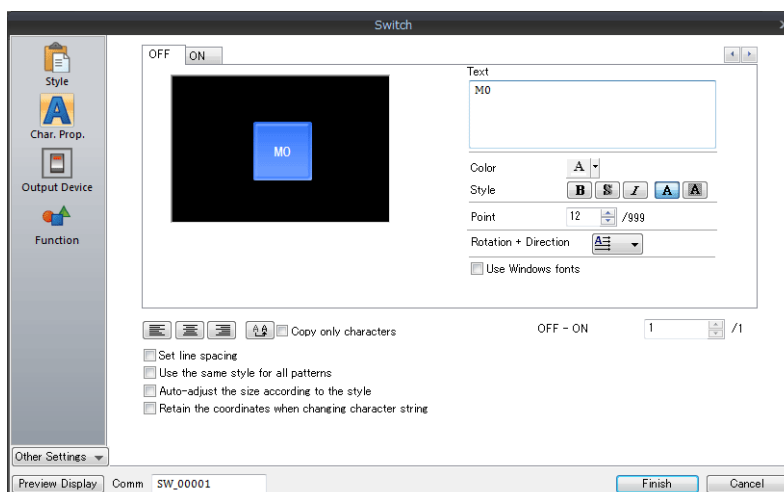 Switch
Style
Char. Prop.
Output Device
Function
OFF ON
M0
Text
M0
Color A
Style B S I A A
Point 12 /999
Rotation + Direction A
Use Windows fonts
Copy only characters
OFF - ON 1 /1
Set line spacing
Use the same style for all patterns
Auto-adjust the size according to the style
Retain the coordinates when changing character string
Other Settings
Preview Display Comm SW_00001 Finish Cancel